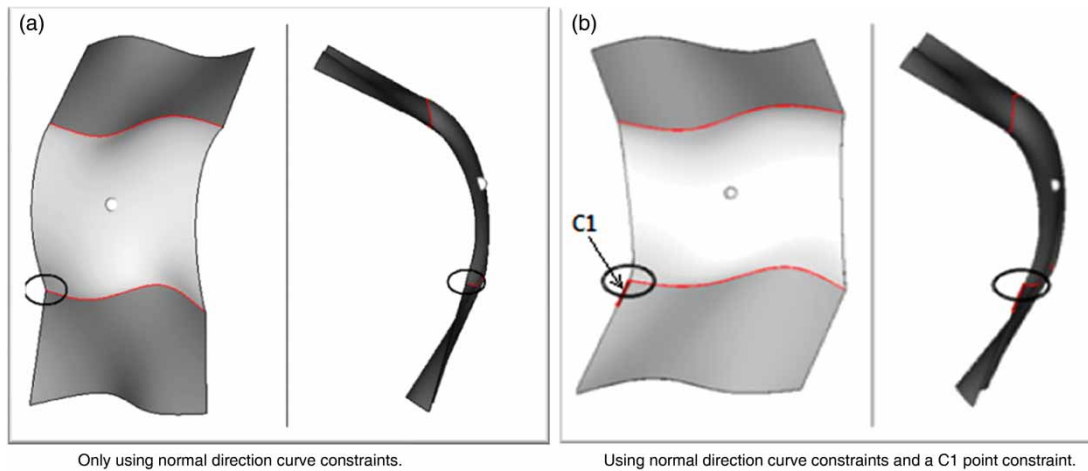 (a)
(b)
C1
Only using normal direction curve constraints.
Using normal direction curve constraints and a C1 point constraint.